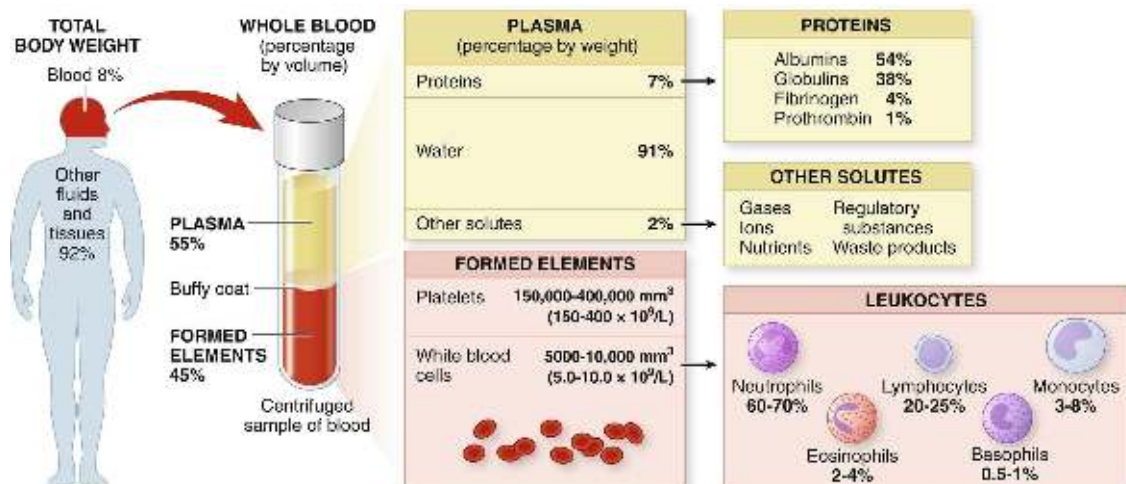 TOTAL
BODY WEIGHT
Blood 8%
Other
fluids
and
tissues
92%
WHOLE BLOOD
(percentage
by volume)
PLASMA
55%
Buffy coat
FORMED
ELEMENTS
45%
Centrifuged
sample of blood
PLASMA
(percentage by weight)
Proteins 7%
Water 91%
Other solutes 2%
PROTEINS
Albumins 54%
Globulins 38%
Fibrinogen 4%
Prothrombin 1%
OTHER SOLUTES
Gases Regulatory
Ions substances
Nutrients Waste products
FORMED ELEMENTS
Platelets 150,000-400,000 mm³
(150-400 × 10⁹/L)
White blood 5000-10,000 mm³
cells (5.0-10.0 × 10⁹/L)
LEUKOCYTES
Neutrophils Lymphocytes Monocytes
60-70% 20-25% 3-8%
Eosinophils Basophils
2-4% 0.5-1%